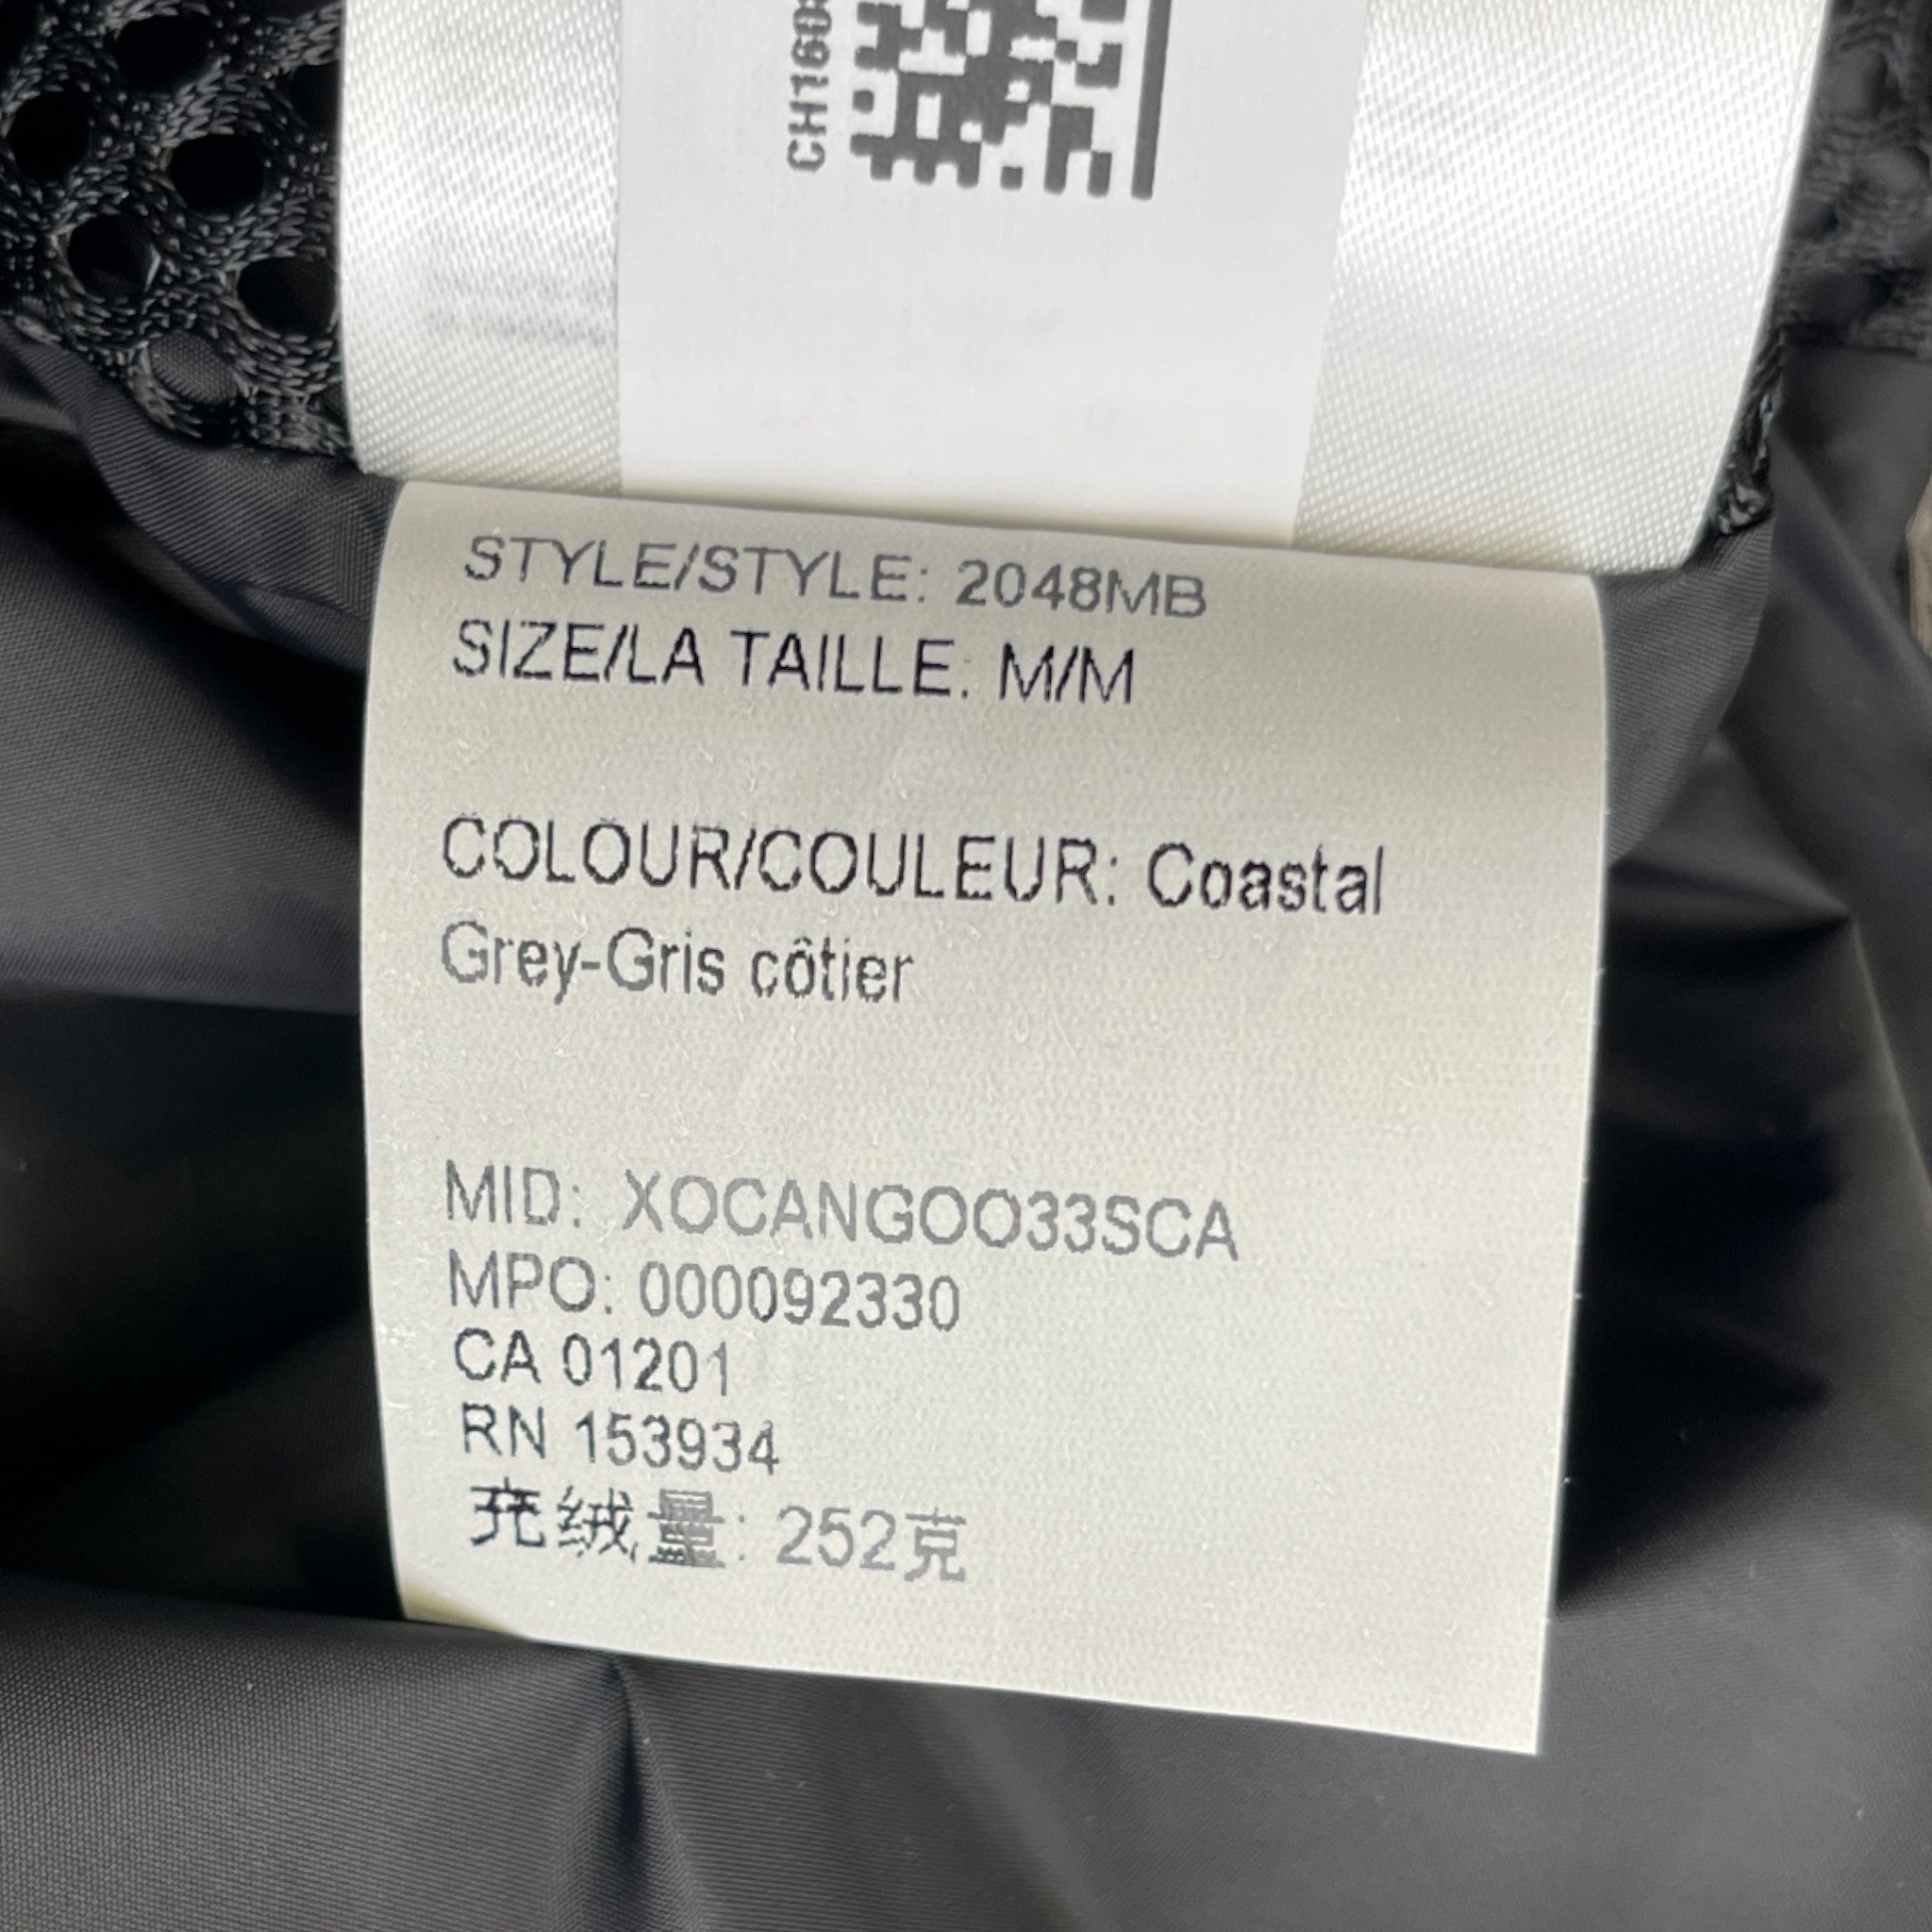 CH160
STYLE/STYLE: 2048MB
SIZE/LA TAILLE: M/M
COLOUR/COULEUR: Coastal
Grey-Gris côtier
MID: XOCANGOO33SCA
MPO: 000092330
CA 01201
RN 153934
充绒量: 252克